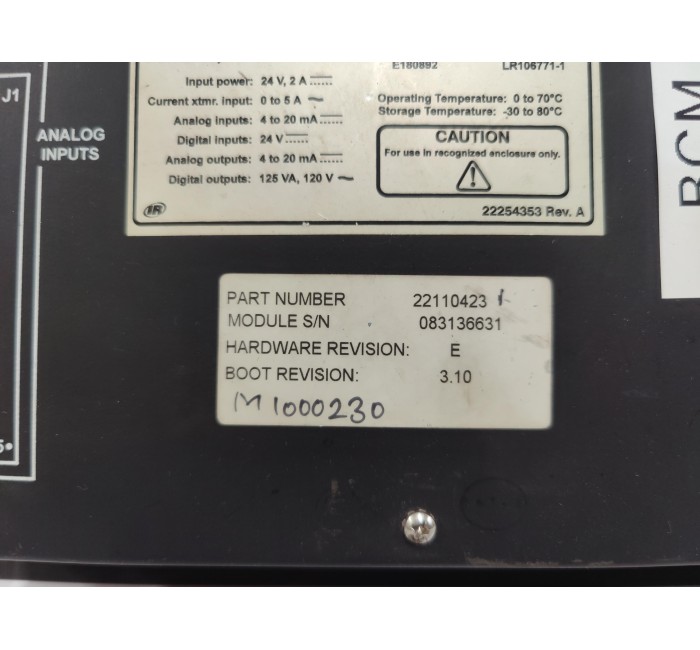 J1
ANALOG
INPUTS
E180892 LR106771-1
Input power: 24 V, 2 A
Current xtmr. input: 0 to 5 A
Analog inputs: 4 to 20 mA
Digital inputs: 24 V
Analog outputs: 4 to 20 mA
Digital outputs: 125 VA, 120 V
Operating Temperature: 0 to 70°C
Storage Temperature: -30 to 80°C
CAUTION
For use in recognized enclosure only.
IR
22254353 Rev. A
BCM
PART NUMBER 22110423
MODULE S/N 083136631
HARDWARE REVISION: E
BOOT REVISION: 3.10
M1000230